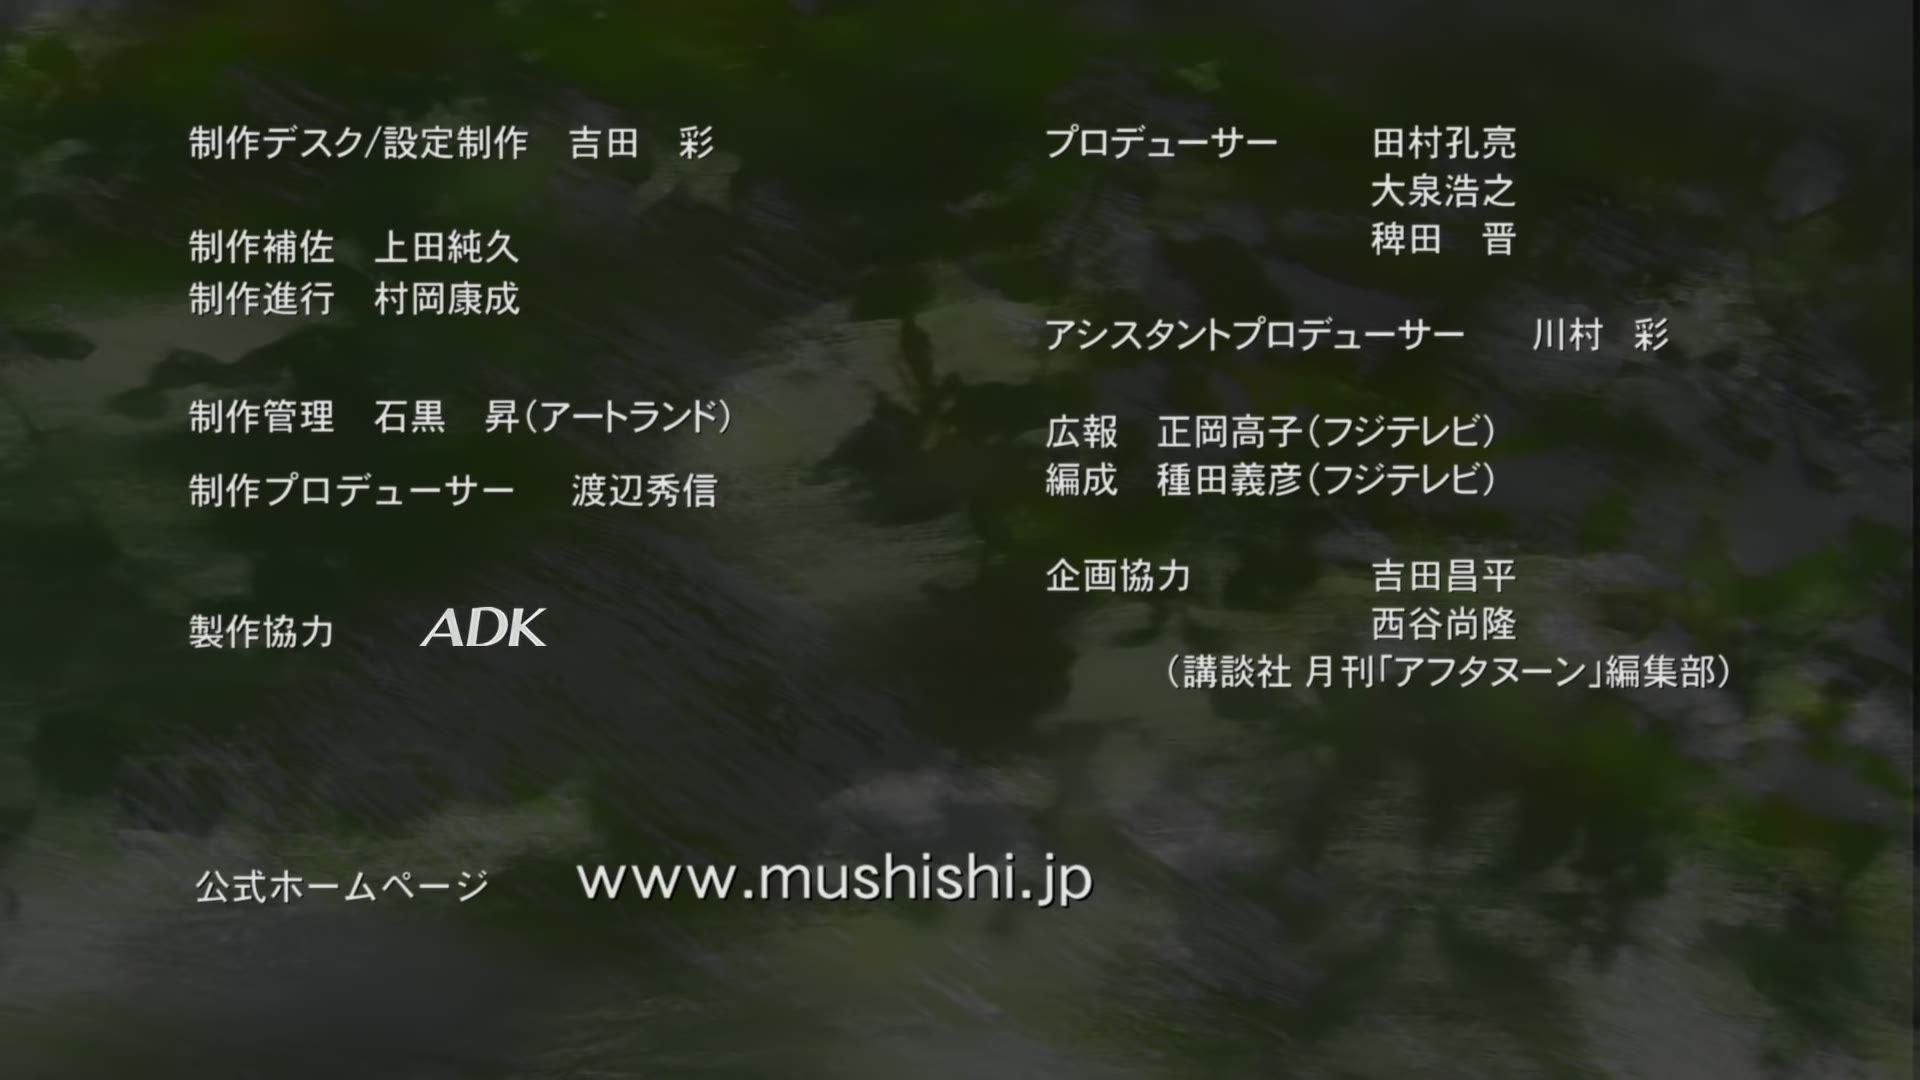 制作デスク/設定制作　吉田　彩
制作補佐　上田純久
制作進行　村岡康成
制作管理　石黒　昇（アートランド）
制作プロデューサー　渡辺秀信
製作協力　ADK
プロデューサー　田村孔亮
大泉浩之
稗田　晋
アシスタントプロデューサー　川村　彩
広報　正岡高子（フジテレビ）
編成　種田義彦（フジテレビ）
企画協力　吉田昌平
西谷尚隆
（講談社 月刊「アフタヌーン」編集部）
公式ホームページ　www.mushishi.jp